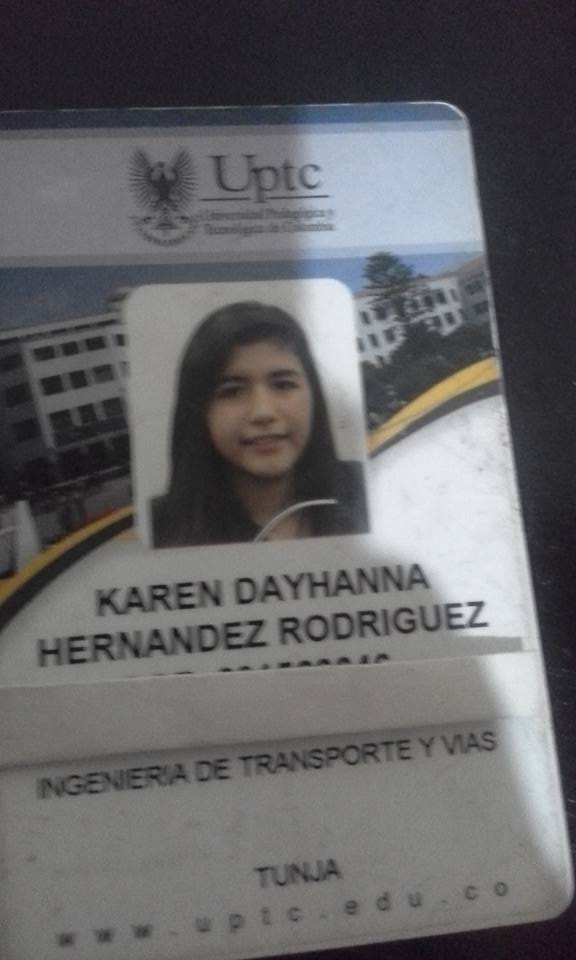 Uptc
Universidad Pedagógica y
Tecnológica de Colombia
KAREN DAYHANNA
HERNANDEZ RODRIGUEZ
INGENIERIA DE TRANSPORTE Y VIAS
TUNJA
www.uptc.edu.co